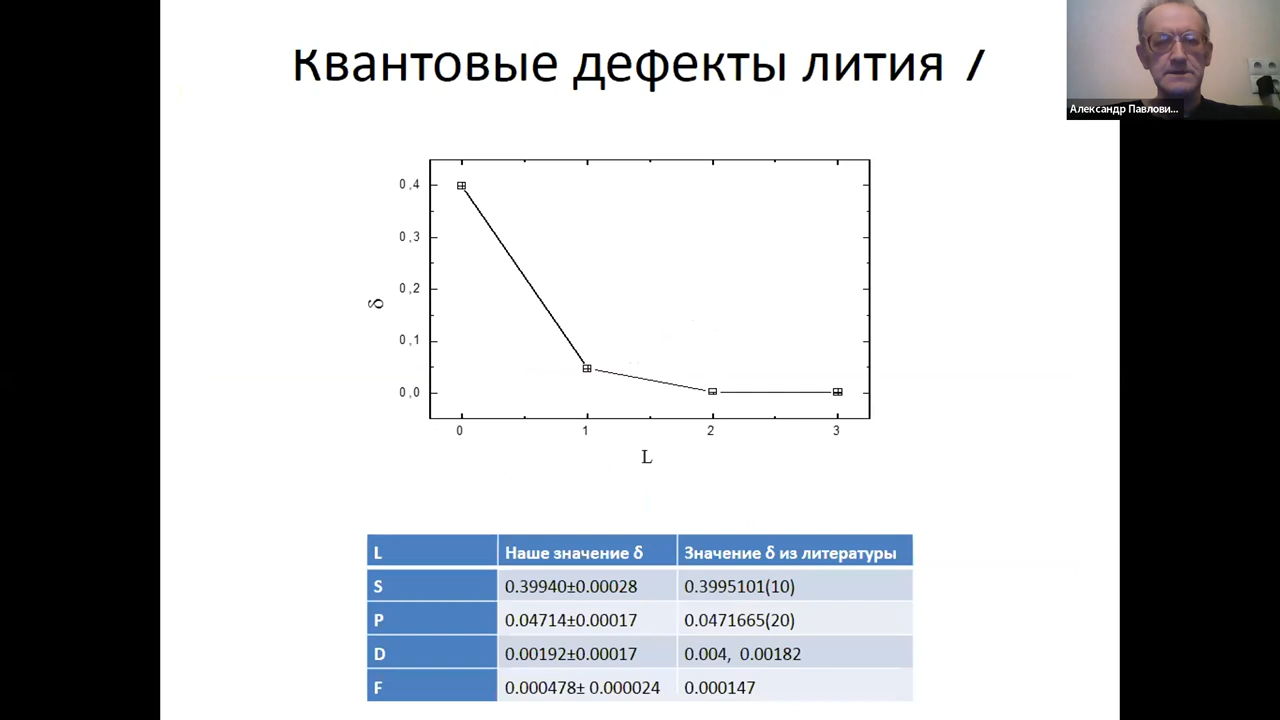 Квантовые дефекты лития 7
Александр Павлови...
0,4
0,3
δ
0,2
0,1
0,0
0 1 2 3
L
L Наше значение δ Значение δ из литературы
S 0.39940±0.00028 0.3995101(10)
P 0.04714±0.00017 0.0471665(20)
D 0.00192±0.00017 0.004, 0.00182
F 0.000478± 0.000024 0.000147